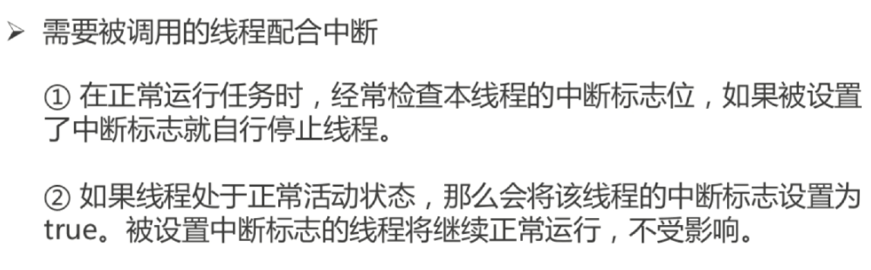 ➢ 需要被调用的线程配合中断
① 在正常运行任务时，经常检查本线程的中断标志位，如果被设置
了中断标志就自行停止线程。
② 如果线程处于正常活动状态，那么会将该线程的中断标志设置为
true。被设置中断标志的线程将继续正常运行，不受影响。